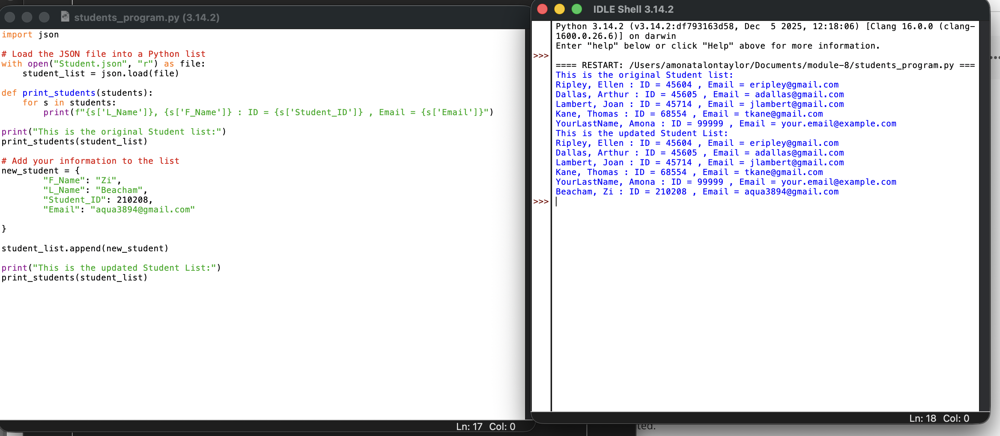 students_program.py (3.14.2)
import json
# Load the JSON file into a Python list
with open("Student.json", "r") as file:
    student_list = json.load(file)
def print_students(students):
    for s in students:
        print(f"{s['L_Name']}, {s['F_Name']} : ID = {s['Student_ID']} , Email = {s['Email']}")
print("This is the original Student list:")
print_students(student_list)
# Add your information to the list
new_student = {
        "F_Name": "Zi",
        "L_Name": "Beacham",
        "Student_ID": 210208,
        "Email": "aqua3894@gmail.com"
}
student_list.append(new_student)
print("This is the updated Student List:")
print_students(student_list)
Ln: 17 Col: 0
IDLE Shell 3.14.2
Python 3.14.2 (v3.14.2:df793163d58, Dec  5 2025, 12:18:06) [Clang 16.0.0 (clang-
1600.0.26.6)] on darwin
Enter "help" below or click "Help" above for more information.
>>>
==== RESTART: /Users/amonatalontaylor/Documents/module-8/students_program.py ===
This is the original Student list:
Ripley, Ellen : ID = 45604 , Email = eripley@gmail.com
Dallas, Arthur : ID = 45605 , Email = adallas@gmail.com
Lambert, Joan : ID = 45714 , Email = jlambert@gmail.com
Kane, Thomas : ID = 68554 , Email = tkane@gmail.com
YourLastName, Amona : ID = 99999 , Email = your.email@example.com
This is the updated Student List:
Ripley, Ellen : ID = 45604 , Email = eripley@gmail.com
Dallas, Arthur : ID = 45605 , Email = adallas@gmail.com
Lambert, Joan : ID = 45714 , Email = jlambert@gmail.com
Kane, Thomas : ID = 68554 , Email = tkane@gmail.com
YourLastName, Amona : ID = 99999 , Email = your.email@example.com
Beacham, Zi : ID = 210208 , Email = aqua3894@gmail.com
>>>
Ln: 18 Col: 0